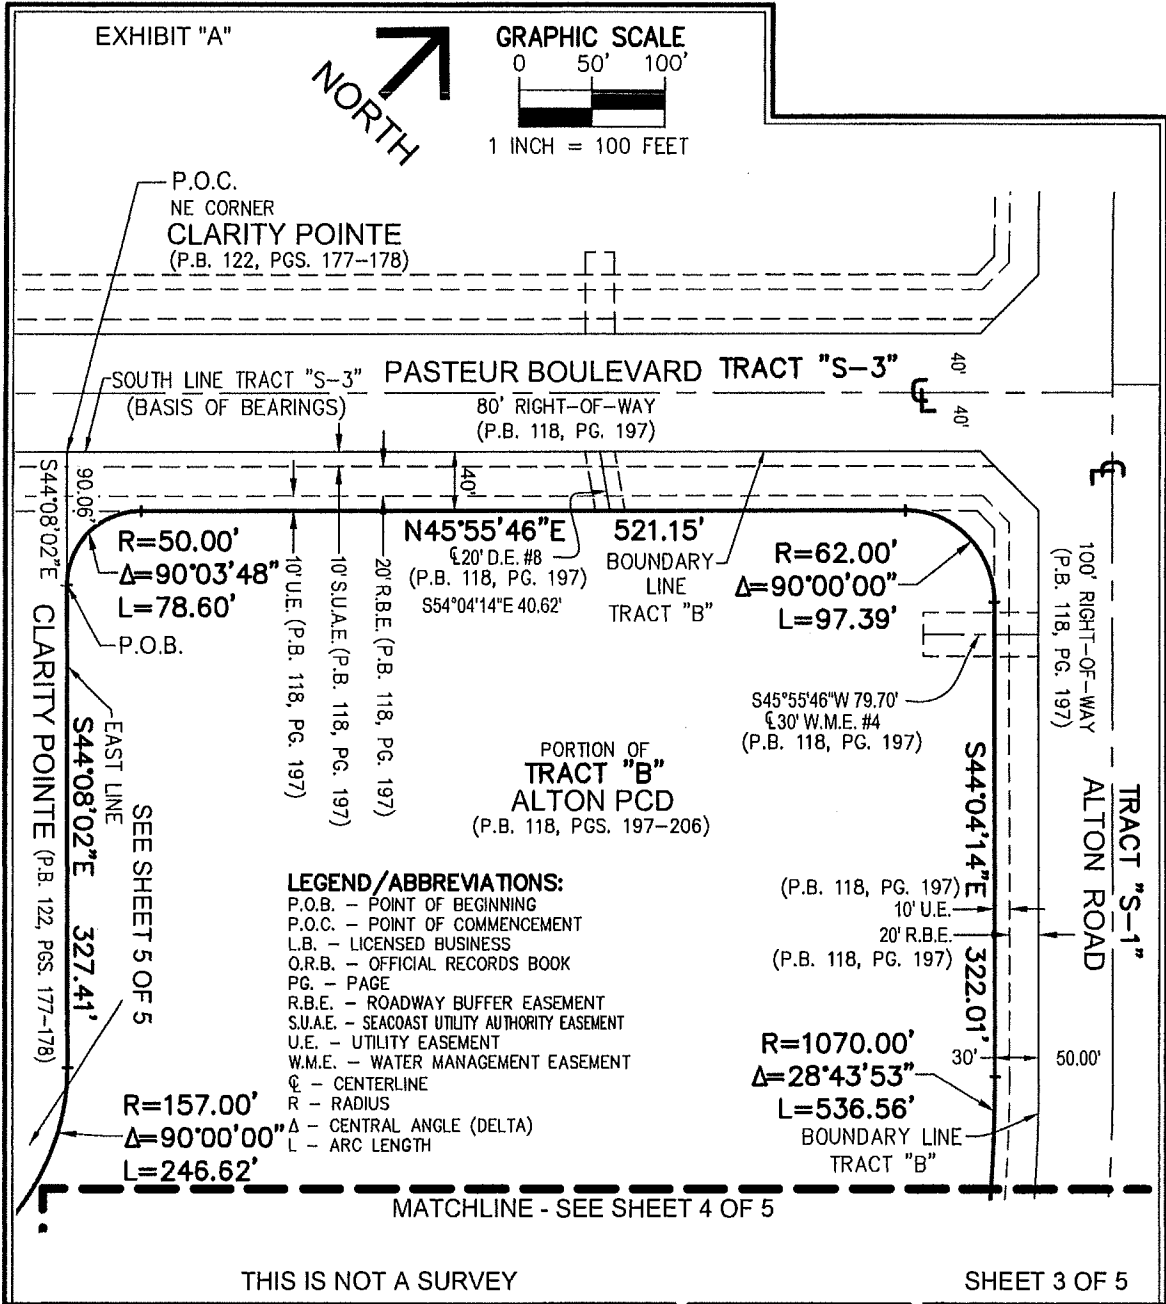 EXHIBIT "A"
NORTH
GRAPHIC SCALE
0 50' 100'
1 INCH = 100 FEET
P.O.C.
NE CORNER
CLARITY POINTE
(P.B. 122, PGS. 177-178)
SOUTH LINE TRACT "S-3"
(BASIS OF BEARINGS)
PASTEUR BOULEVARD TRACT "S-3"
80' RIGHT-OF-WAY
(P.B. 118, PG. 197)
40'
℄
40'
℄
S44°08'02"E
90.06'
40'
R=50.00'
Δ=90°03'48"
L=78.60'
P.O.B.
N45°55'46"E 521.15'
℄20' D.E. #8
(P.B. 118, PG. 197)
S54°04'14"E 40.62'
BOUNDARY
LINE
TRACT "B"
R=62.00'
Δ=90°00'00"
L=97.39'
10' U.E. (P.B. 118, PG. 197)
10' S.U.A.E. (P.B. 118, PG. 197)
20' R.B.E. (P.B. 118, PG. 197)
100' RIGHT-OF-WAY
(P.B. 118, PG. 197)
S45°55'46"W 79.70'
℄30' W.M.E. #4
(P.B. 118, PG. 197)
CLARITY POINTE (P.B. 122, PGS. 177-178)
EAST LINE
S44°08'02"E 327.41'
SEE SHEET 5 OF 5
PORTION OF
TRACT "B"
ALTON PCD
(P.B. 118, PGS. 197-206)
S44°04'14"E 322.01'
TRACT "S-1"
ALTON ROAD
LEGEND/ABBREVIATIONS:
P.O.B. - POINT OF BEGINNING
P.O.C. - POINT OF COMMENCEMENT
L.B. - LICENSED BUSINESS
O.R.B. - OFFICIAL RECORDS BOOK
PG. - PAGE
R.B.E. - ROADWAY BUFFER EASEMENT
S.U.A.E. - SEACOAST UTILITY AUTHORITY EASEMENT
U.E. - UTILITY EASEMENT
W.M.E. - WATER MANAGEMENT EASEMENT
℄ - CENTERLINE
R - RADIUS
Δ - CENTRAL ANGLE (DELTA)
L - ARC LENGTH
(P.B. 118, PG. 197)
10' U.E.
20' R.B.E.
(P.B. 118, PG. 197)
30'
50.00'
R=1070.00'
Δ=28°43'53"
L=536.56'
BOUNDARY LINE
TRACT "B"
R=157.00'
Δ=90°00'00"
L=246.62'
MATCHLINE - SEE SHEET 4 OF 5
THIS IS NOT A SURVEY
SHEET 3 OF 5